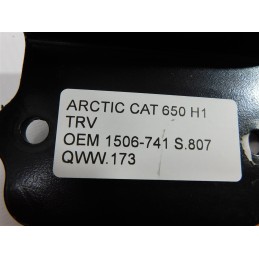 ARCTIC CAT 650 H1
TRV
OEM 1506-741 S.807
QWW.173